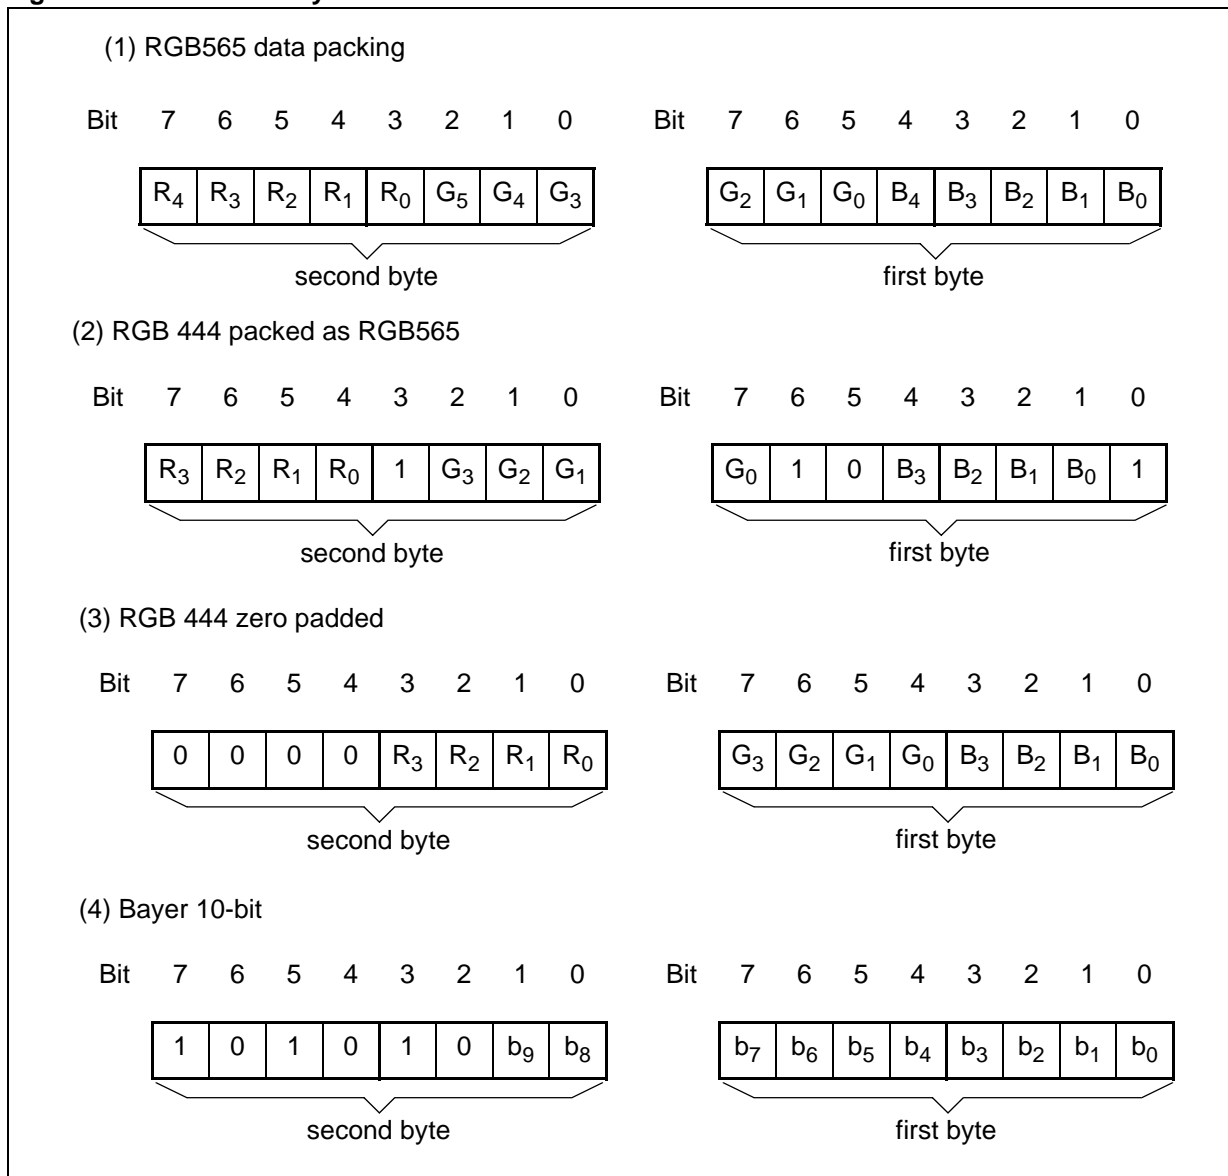 (1) RGB565 data packing
Bit 7 6 5 4 3 2 1 0 Bit 7 6 5 4 3 2 1 0
R4 R3 R2 R1 R0 G5 G4 G3 G2 G1 G0 B4 B3 B2 B1 B0
second byte first byte
(2) RGB 444 packed as RGB565
Bit 7 6 5 4 3 2 1 0 Bit 7 6 5 4 3 2 1 0
R3 R2 R1 R0 1 G3 G2 G1 G0 1 0 B3 B2 B1 B0 1
second byte first byte
(3) RGB 444 zero padded
Bit 7 6 5 4 3 2 1 0 Bit 7 6 5 4 3 2 1 0
0 0 0 0 R3 R2 R1 R0 G3 G2 G1 G0 B3 B2 B1 B0
second byte first byte
(4) Bayer 10-bit
Bit 7 6 5 4 3 2 1 0 Bit 7 6 5 4 3 2 1 0
1 0 1 0 1 0 b9 b8 b7 b6 b5 b4 b3 b2 b1 b0
second byte first byte